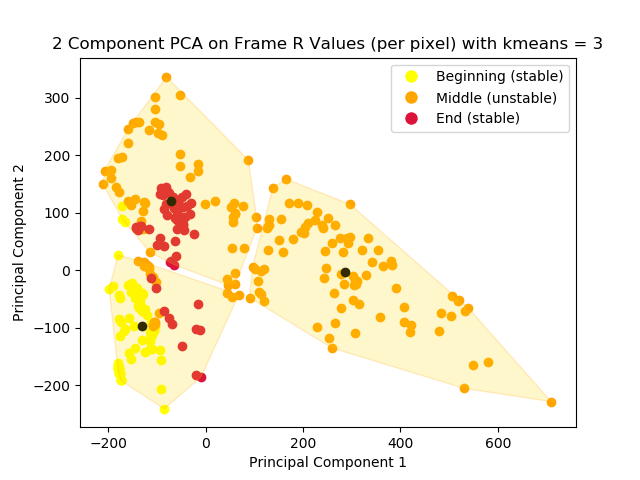 2 Component PCA on Frame R Values (per pixel) with kmeans = 3
Beginning (stable)
Middle (unstable)
End (stable)
Principal Component 2
300
200
100
0
−100
−200
−200
0
200
400
600
Principal Component 1